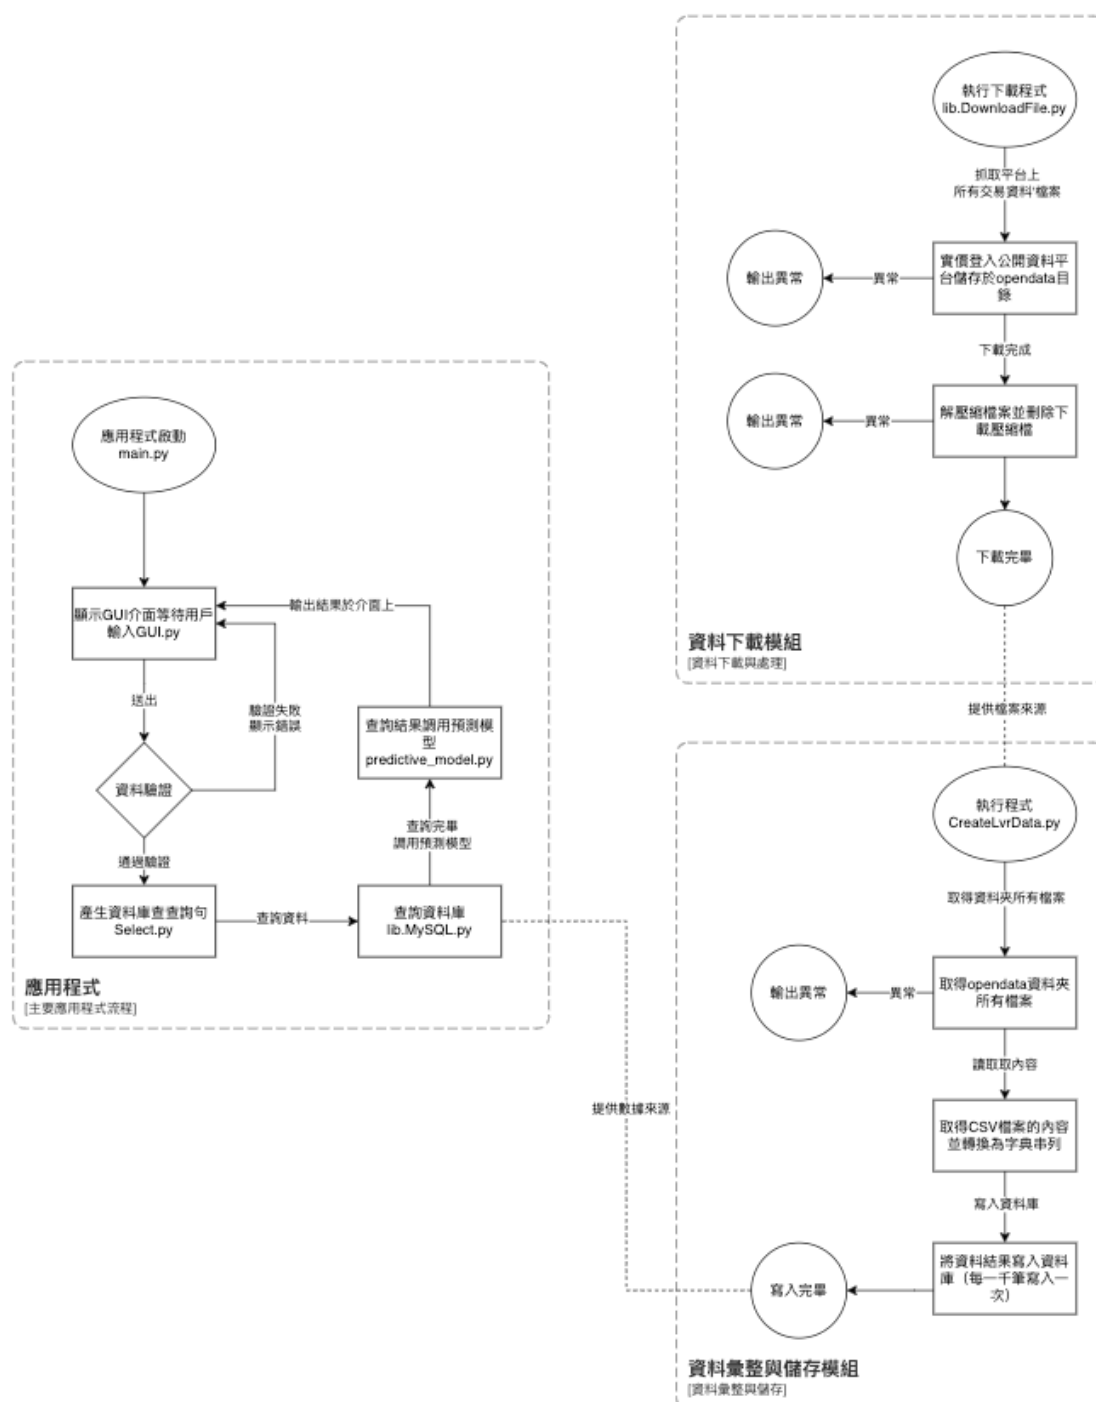 執行下載程式
lib.DownloadFile.py
抓取平台上
所有交易資料'檔案
實價登入公開資料平
台儲存於opendata目
錄
異常
輸出異常
下載完成
解壓縮檔案並刪除下
載壓縮檔
異常
輸出異常
下載完畢
資料下載模組
[資料下載與處理]
提供檔案來源
應用程式啟動
main.py
顯示GUI介面等待用戶
輸入GUI.py
輸出結果於介面上
送出
驗證失敗
顯示錯誤
資料驗證
通過驗證
產生資料庫查查詢句
Select.py
查詢資料
查詢資料庫
lib.MySQL.py
查詢完畢
調用預測模型
查詢結果調用預測模
型
predictive_model.py
應用程式
[主要應用程式流程]
提供數據來源
執行程式
CreateLvrData.py
取得資料夾所有檔案
取得opendata資料夾
所有檔案
異常
輸出異常
讀取取內容
取得CSV檔案的內容
並轉換為字典串列
寫入資料庫
將資料結果寫入資料
庫（每一千筆寫入一
次）
寫入完畢
資料彙整與儲存模組
[資料彙整與儲存]